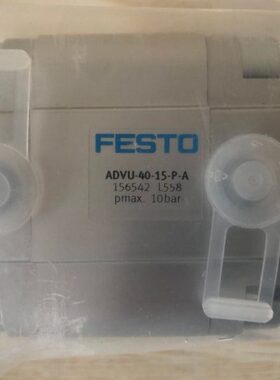 FESTO
ADVU-40-15-P-A
156542 L558
pmax. 10bar